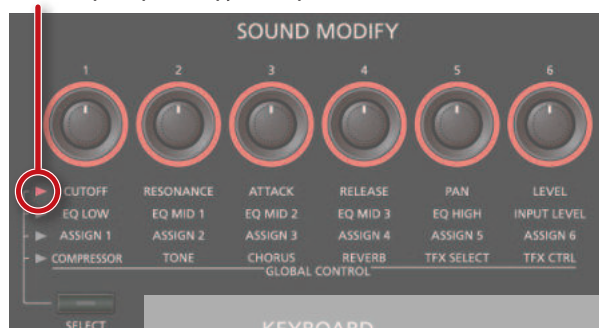 SOUND MODIFY
1 2 3 4 5 6
CUTOFF RESONANCE ATTACK RELEASE PAN LEVEL
EQ LOW EQ MID 1 EQ MID 2 EQ MID 3 EQ HIGH INPUT LEVEL
ASSIGN 1 ASSIGN 2 ASSIGN 3 ASSIGN 4 ASSIGN 5 ASSIGN 6
COMPRESSOR TONE CHORUS REVERB TFX SELECT TFX CTRL
GLOBAL CONTROL
SELECT
KEYBOARD